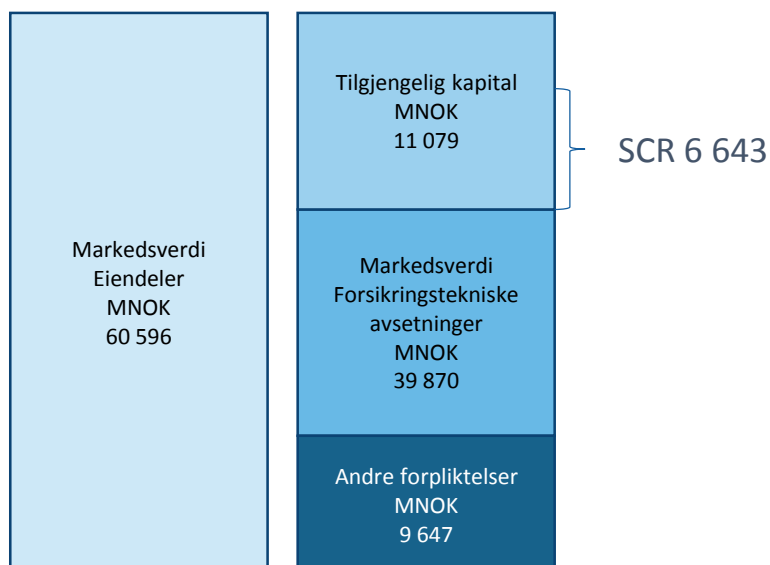 Markedsverdi
Eiendeler
MNOK
60 596
Tilgjengelig kapital
MNOK
11 079
SCR 6 643
Markedsverdi
Forsikringstekniske
avsetninger
MNOK
39 870
Andre forpliktelser
MNOK
9 647